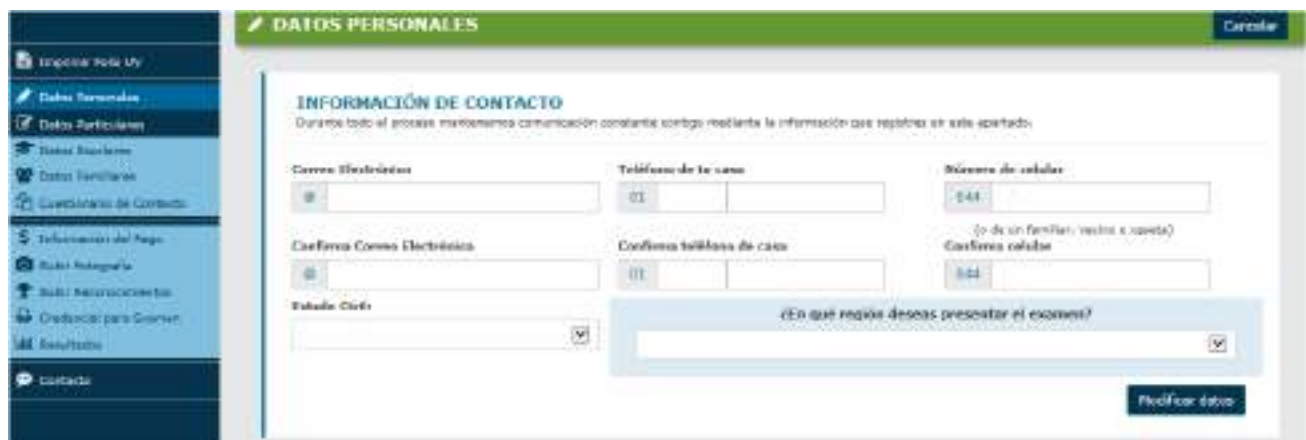 DATOS PERSONALES
Cancelar
Imprimir Hoja UV
Datos Personales
Datos Particulares
Datos Escolares
Datos Familiares
Cuestionario de Contexto
Información del Pago
Subir Fotografía
Subir Reconocimientos
Credencial para Examen
Resultados
Contacto
INFORMACIÓN DE CONTACTO
Durante todo el proceso mantenemos comunicación constante contigo mediante la información que registres en este apartado.
Correo Electrónico
Teléfono de tu casa
Número de celular
@
01
044
(o de un familiar, vecino o caseta)
Confirma Correo Electrónico
Confirma teléfono de casa
Confirma celular
@
01
044
Estado Civil:
¿En qué región deseas presentar el examen?
Modificar datos